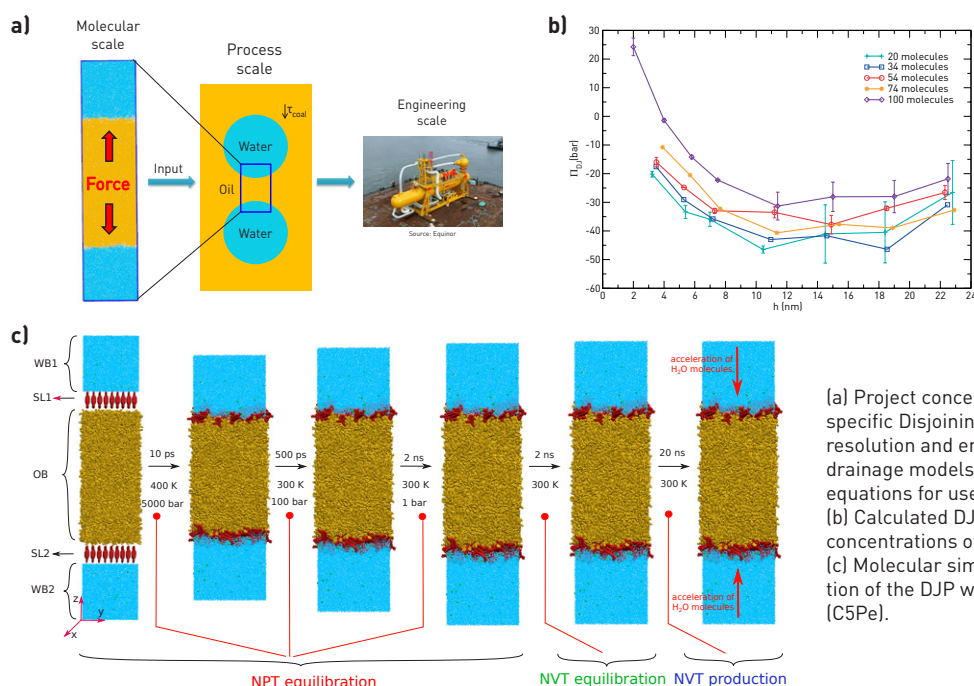 a)
Molecular
scale
Force
Input
Process
scale
τcoal
Water
Oil
Water
Engineering
scale
Source: Equinor
b)
30
20
10
0
-10
-20
-30
-40
-50
-60
Π_DJ [bar]
0 2 4 6 8 10 12 14 16 18 20 22 24
h (nm)
20 molecules
34 molecules
54 molecules
74 molecules
100 molecules
c)
WB1
SL1
OB
SL2
WB2
z
y
x
10 ps
400 K
5000 bar
500 ps
300 K
100 bar
2 ns
300 K
1 bar
2 ns
300 K
20 ns
300 K
acceleration of
H₂O molecules
acceleration of
H₂O molecules
NPT equilibration
NVT equilibration
NVT production
(a) Project conce
specific Disjoinin
resolution and er
drainage models
equations for use
(b) Calculated DJ
concentrations o
(c) Molecular sim
tion of the DJP w
(C5Pe).